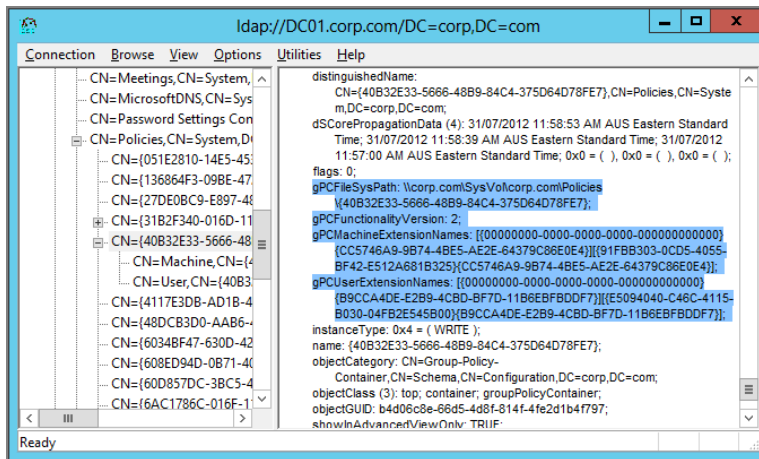 ldap://DC01.corp.com/DC=corp,DC=com
Connection Browse View Options Utilities Help
CN=Meetings,CN=System,
CN=MicrosoftDNS,CN=Sys
CN=Password Settings Con
CN=Policies,CN=System,D
CN={051E2810-14E5-453
CN={136864F3-09BE-47
CN={27DE0BC9-E897-48
CN={31B2F340-016D-11
CN={40B32E33-5666-48
CN=Machine,CN={4
CN=User,CN={40B3
CN={4117E3DB-AD1B-4
CN={48DCB3D0-AAB6-4
CN={6034BF47-630D-42
CN={608ED94D-0B71-40
CN={60D857DC-3BC5-4
CN={6AC1786C-016F-11
distinguishedName:
CN={40B32E33-5666-48B9-84C4-375D64D78FE7},CN=Policies,CN=Syste
m,DC=corp,DC=com;
dSCorePropagationData (4): 31/07/2012 11:58:53 AM AUS Eastern Standard
Time; 31/07/2012 11:58:39 AM AUS Eastern Standard Time; 31/07/2012
11:57:00 AM AUS Eastern Standard Time; 0x0 = ( ), 0x0 = ( ), 0x0 = ( );
flags: 0;
gPCFileSysPath: \\corp.com\SysVol\corp.com\Policies
\{40B32E33-5666-48B9-84C4-375D64D78FE7};
gPCFunctionalityVersion: 2;
gPCMachineExtensionNames: [{00000000-0000-0000-0000-000000000000}
{CC5746A9-9B74-4BE5-AE2E-64379C86E0E4}][{91FBB303-0CD5-4055-
BF42-E512A681B325}{CC5746A9-9B74-4BE5-AE2E-64379C86E0E4}];
gPCUserExtensionNames: [{00000000-0000-0000-0000-000000000000}
{B9CCA4DE-E2B9-4CBD-BF7D-11B6EBFBDDF7}][{E5094040-C46C-4115-
B030-04FB2E545B00}{B9CCA4DE-E2B9-4CBD-BF7D-11B6EBFBDDF7}];
instanceType: 0x4 = ( WRITE );
name: {40B32E33-5666-48B9-84C4-375D64D78FE7};
objectCategory: CN=Group-Policy-
Container,CN=Schema,CN=Configuration,DC=corp,DC=com;
objectClass (3): top; container; groupPolicyContainer;
objectGUID: b4d06c8e-66d5-4d8f-814f-4fe2d1b4f797;
showInAdvancedViewOnly: TRUE;
Ready